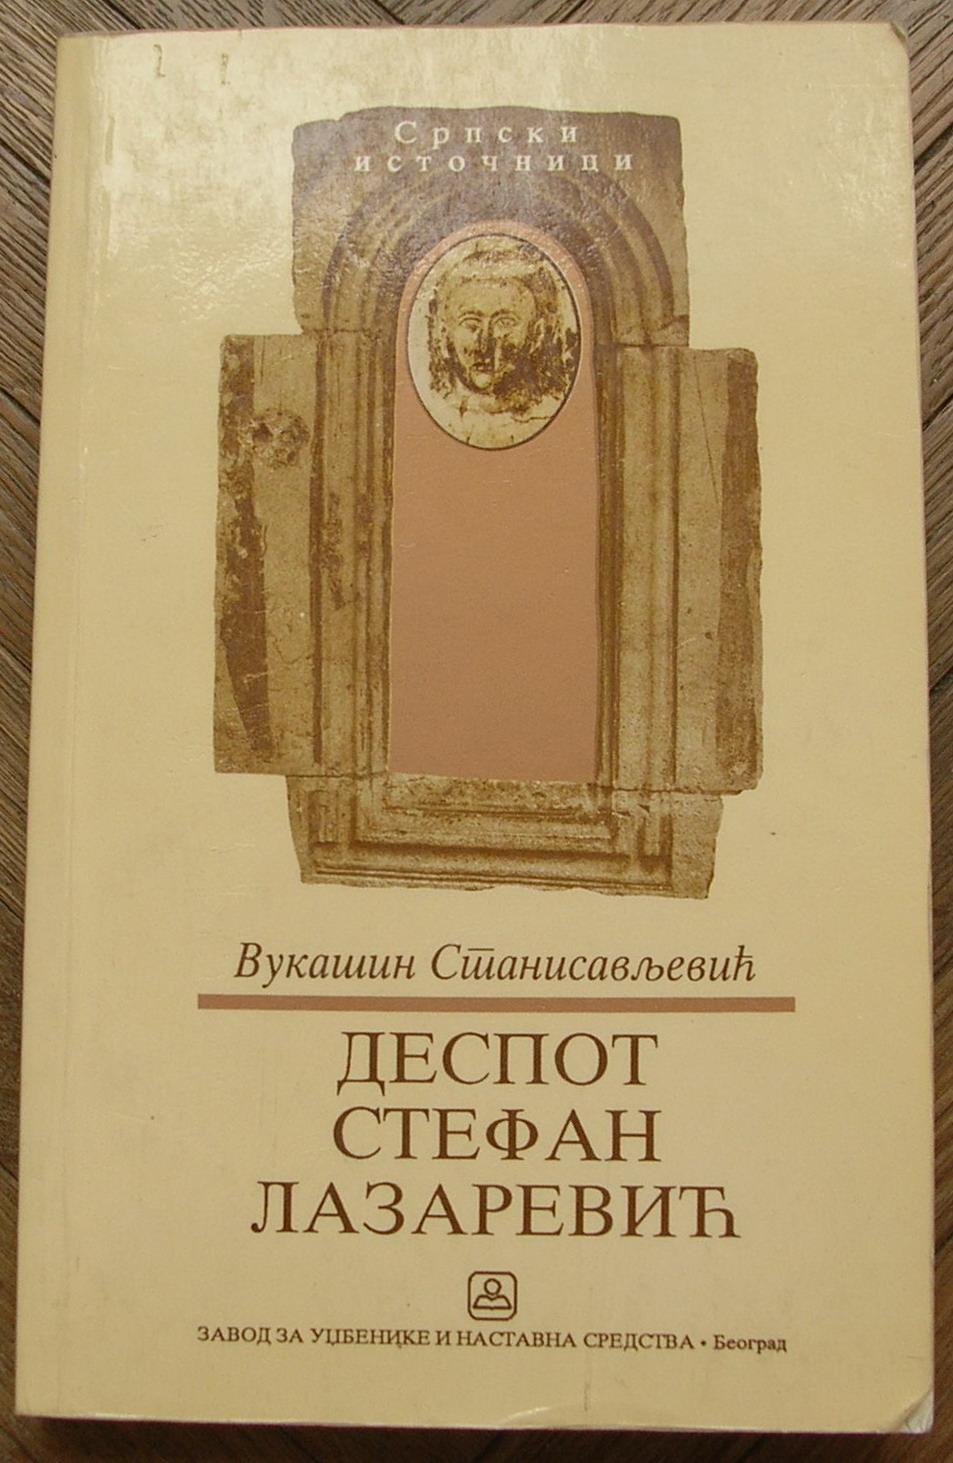 Српски
источници
Вукашин Станисављевић
ДЕСПОТ
СТЕФАН
ЛАЗАРЕВИЋ
ЗАВОД ЗА УЏБЕНИКЕ И НАСТАВНА СРЕДСТВА • Београд